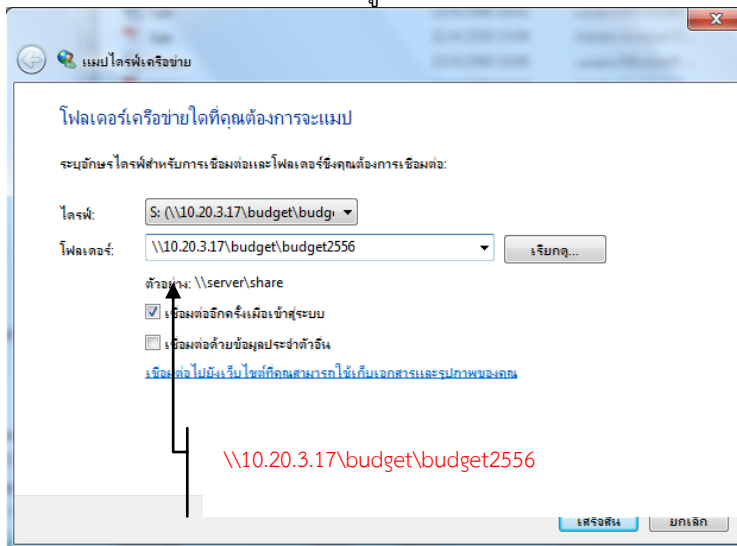 แมปไดรฟ์เครือข่าย
โฟลเดอร์เครือข่ายใดที่คุณต้องการจะแมป
ระบุอักษรไดรฟ์สำหรับการเชื่อมต่อและโฟลเดอร์ซึ่งคุณต้องการเชื่อมต่อ:
ไดรฟ์: S: (\\10.20.3.17\budget\budg
โฟลเดอร์: \\10.20.3.17\budget\budget2556 เรียกดู...
ตัวอย่าง: \\server\share
เชื่อมต่ออีกครั้งเมื่อเข้าสู่ระบบ
เชื่อมต่อด้วยข้อมูลประจำตัวอื่น
เชื่อมต่อไปยังเว็บไซต์ที่คุณสามารถใช้เก็บเอกสารและรูปภาพของคุณ
\\10.20.3.17\budget\budget2556
เสร็จสิ้น ยกเลิก